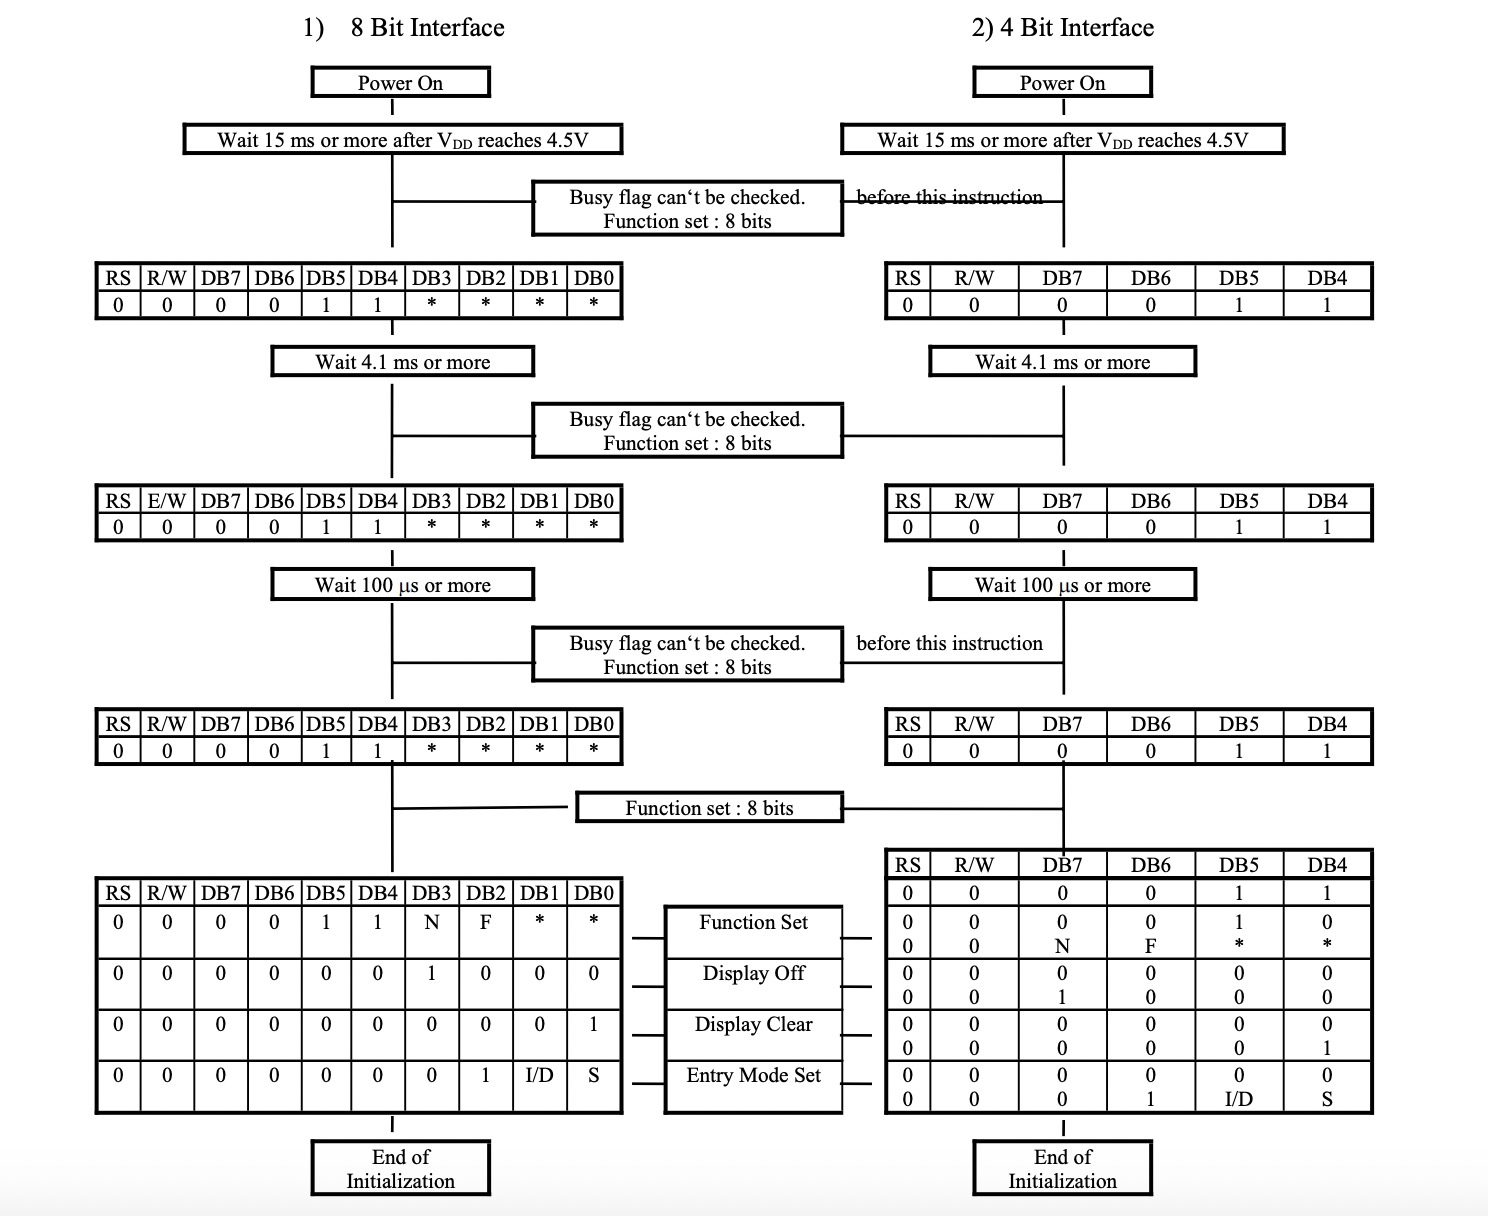 1) 8 Bit Interface
2) 4 Bit Interface
Power On
Power On
Wait 15 ms or more after VDD reaches 4.5V
Wait 15 ms or more after VDD reaches 4.5V
Busy flag can‘t be checked.
Function set : 8 bits
before this instruction
RS R/W DB7 DB6 DB5 DB4 DB3 DB2 DB1 DB0
0 0 0 0 1 1 * * * *
RS R/W DB7 DB6 DB5 DB4
0 0 0 0 1 1
Wait 4.1 ms or more
Wait 4.1 ms or more
Busy flag can‘t be checked.
Function set : 8 bits
RS E/W DB7 DB6 DB5 DB4 DB3 DB2 DB1 DB0
0 0 0 0 1 1 * * * *
RS R/W DB7 DB6 DB5 DB4
0 0 0 0 1 1
Wait 100 μs or more
Wait 100 μs or more
Busy flag can‘t be checked.
Function set : 8 bits
before this instruction
RS R/W DB7 DB6 DB5 DB4 DB3 DB2 DB1 DB0
0 0 0 0 1 1 * * * *
RS R/W DB7 DB6 DB5 DB4
0 0 0 0 1 1
Function set : 8 bits
RS R/W DB7 DB6 DB5 DB4 DB3 DB2 DB1 DB0
0 0 0 0 1 1 N F * *
0 0 0 0 0 0 1 0 0 0
0 0 0 0 0 0 0 0 0 1
0 0 0 0 0 0 0 1 I/D S
Function Set
Display Off
Display Clear
Entry Mode Set
RS R/W DB7 DB6 DB5 DB4
0 0 0 0 1 1
0 0 0 0 1 0
0 0 N F * *
0 0 0 0 0 0
0 0 1 0 0 0
0 0 0 0 0 0
0 0 0 0 0 1
0 0 0 0 0 0
0 0 0 1 I/D S
End of
Initialization
End of
Initialization